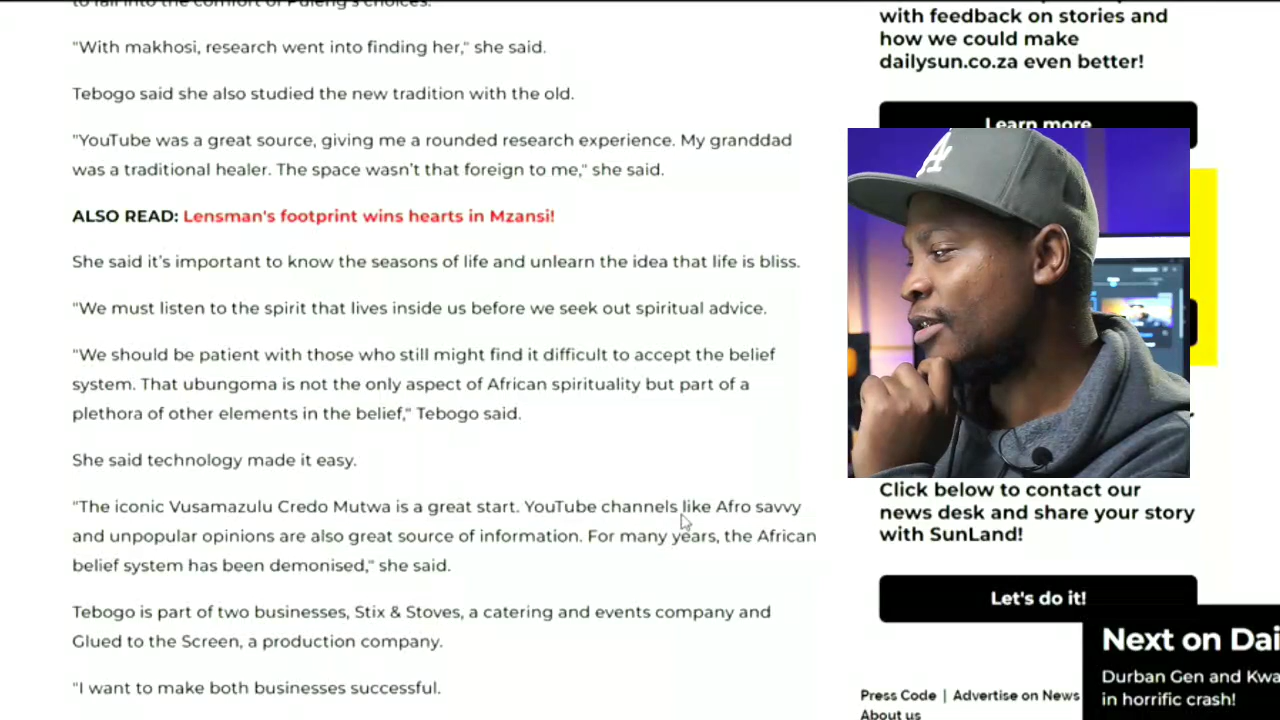 "With makhosi, research went into finding her," she said.
Tebogo said she also studied the new tradition with the old.
"YouTube was a great source, giving me a rounded research experience. My granddad
was a traditional healer. The space wasn't that foreign to me," she said.
ALSO READ: Lensman's footprint wins hearts in Mzansi!
She said it's important to know the seasons of life and unlearn the idea that life is bliss.
"We must listen to the spirit that lives inside us before we seek out spiritual advice.
"We should be patient with those who still might find it difficult to accept the belief
system. That ubungoma is not the only aspect of African spirituality but part of a
plethora of other elements in the belief," Tebogo said.
She said technology made it easy.
"The iconic Vusamazulu Credo Mutwa is a great start. YouTube channels like Afro savvy
and unpopular opinions are also great source of information. For many years, the African
belief system has been demonised," she said.
Tebogo is part of two businesses, Stix & Stoves, a catering and events company and
Glued to the Screen, a production company.
"I want to make both businesses successful.
with feedback on stories and
how we could make
dailysun.co.za even better!
Learn more
Click below to contact our
news desk and share your story
with SunLand!
Let's do it!
Next on Dai
Durban Gen and Kwa
in horrific crash!
Press Code | Advertise on News
About us